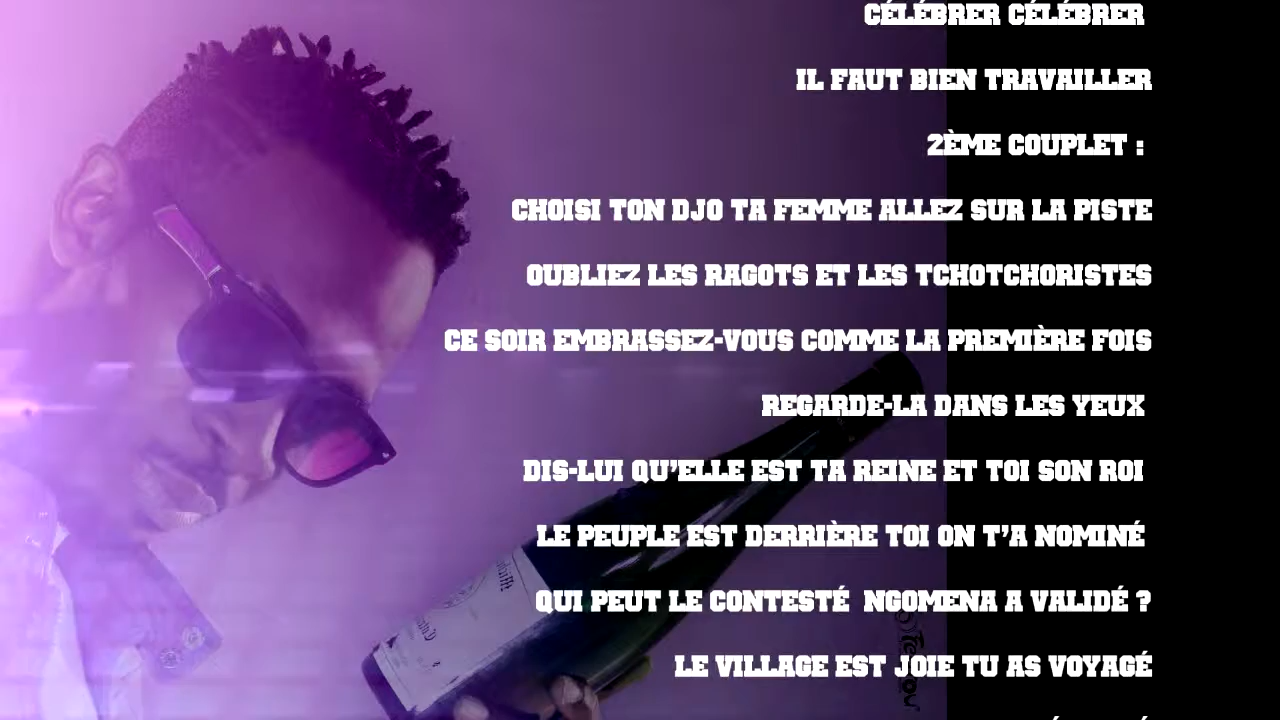 CÉLÉBRER CÉLÉBRER
IL FAUT BIEN TRAVAILLER
2ÈME COUPLET :
CHOISI TON DJO TA FEMME ALLEZ SUR LA PISTE
OUBLIEZ LES RAGOTS ET LES TCHOTCHORISTES
CE SOIR EMBRASSEZ-VOUS COMME LA PREMIÈRE FOIS
REGARDE-LA DANS LES YEUX
DIS-LUI QU'ELLE EST TA REINE ET TOI SON ROI
LE PEUPLE EST DERRIÈRE TOI ON T'A NOMINÉ
QUI PEUT LE CONTESTÉ NGOMENA A VALIDÉ ?
LE VILLAGE EST JOIE TU AS VOYAGÉ